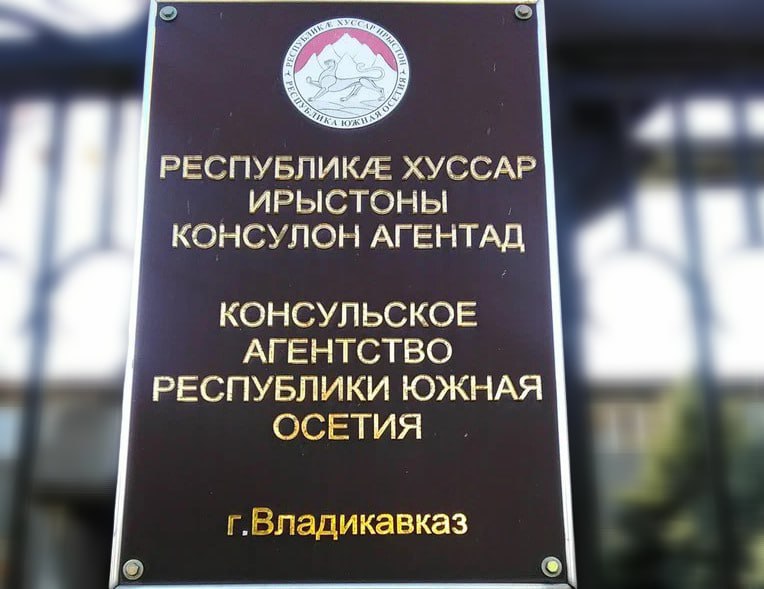 РЕСПУБЛИКÆ ХУССАР ИРЫСТОН
РЕСПУБЛИКА ЮЖНАЯ ОСЕТИЯ
РЕСПУБЛИКÆ ХУССАР
ИРЫСТОНЫ
КОНСУЛОН АГЕНТАД
КОНСУЛЬСКОЕ
АГЕНТСТВО
РЕСПУБЛИКИ ЮЖНАЯ
ОСЕТИЯ
г.Владикавказ